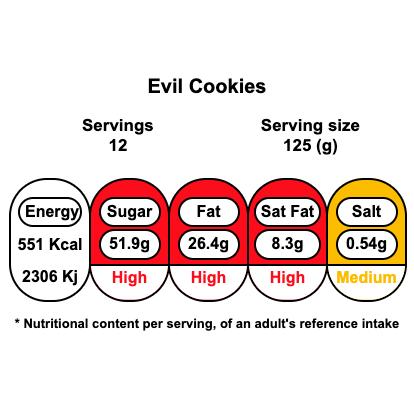 Evil Cookies
Servings Serving size
12 125 (g)
Energy Sugar Fat Sat Fat Salt
551 Kcal 51.9g 26.4g 8.3g 0.54g
2306 Kj High High High Medium
* Nutritional content per serving, of an adult's reference intake